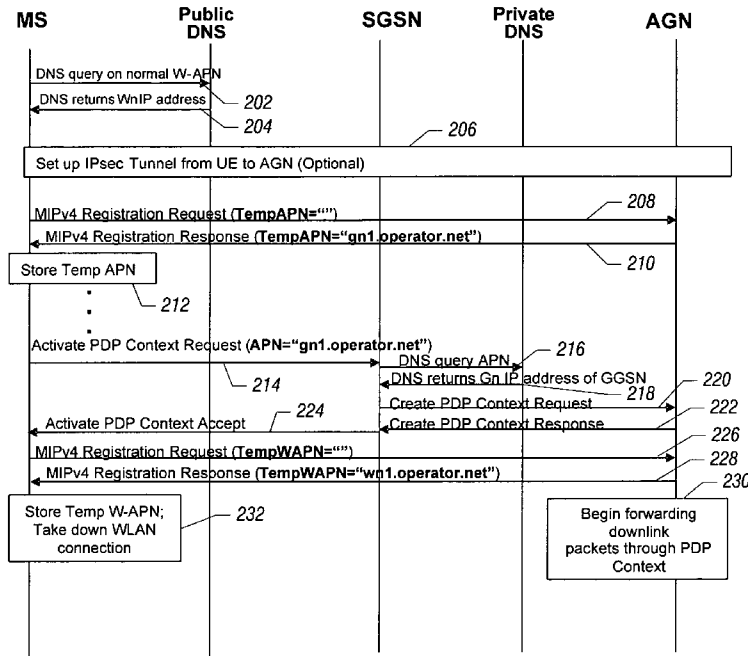 MS
Public
DNS
SGSN
Private
DNS
AGN
DNS query on normal W-APN
202
DNS returns WnIP address
204
206
Set up IPsec Tunnel from UE to AGN (Optional)
208
MIPv4 Registration Request (TempAPN="")
MIPv4 Registration Response (TempAPN="gn1.operator.net")
210
Store Temp APN
212
Activate PDP Context Request (APN="gn1.operator.net")
DNS query APN
216
214
DNS returns Gn IP address of GGSN
218
220
Create PDP Context Request
224
222
Activate PDP Context Accept
Create PDP Context Response
226
MIPv4 Registration Request (TempWAPN="")
MIPv4 Registration Response (TempWAPN="wn1.operator.net")
228
230
Store Temp W-APN;
Take down WLAN
connection
232
Begin forwarding
downlink
packets through PDP
Context